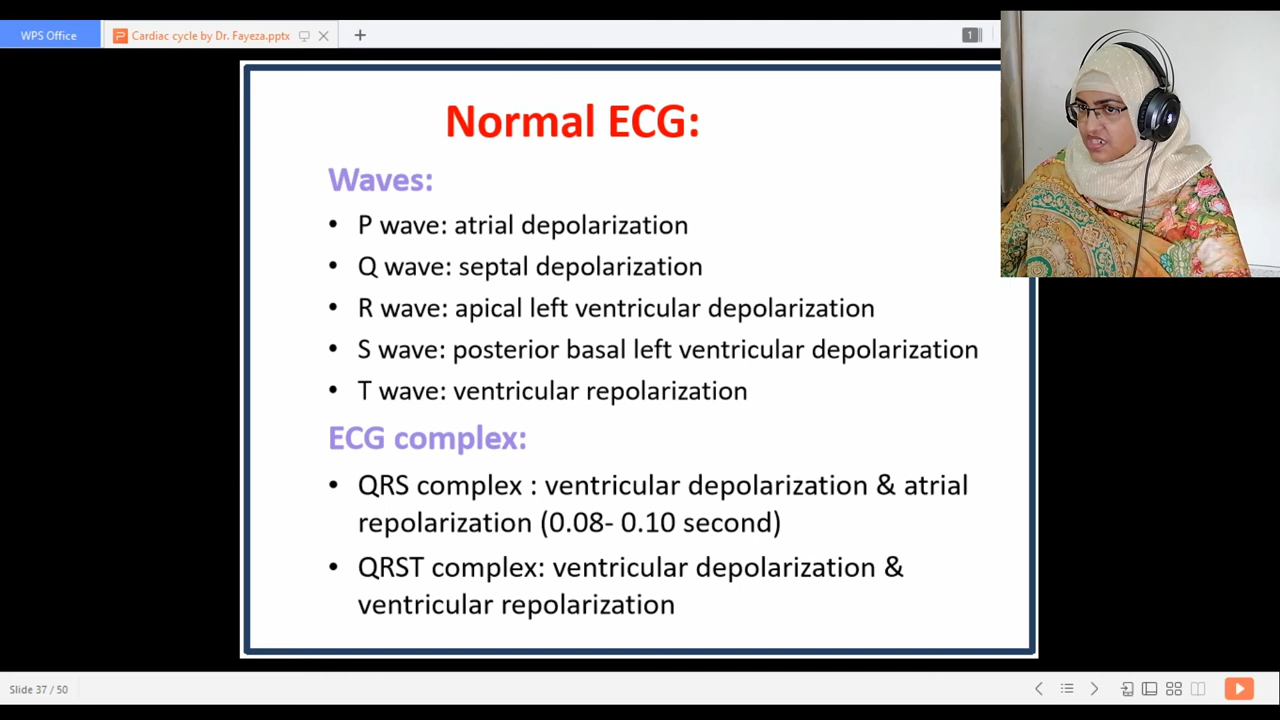 WPS Office
Cardiac cycle by Dr. Fayeza.pptx
1
Normal ECG:
Waves:
• P wave: atrial depolarization
• Q wave: septal depolarization
• R wave: apical left ventricular depolarization
• S wave: posterior basal left ventricular depolarization
• T wave: ventricular repolarization
ECG complex:
• QRS complex : ventricular depolarization & atrial
repolarization (0.08- 0.10 second)
• QRST complex: ventricular depolarization &
ventricular repolarization
Slide 37 / 50